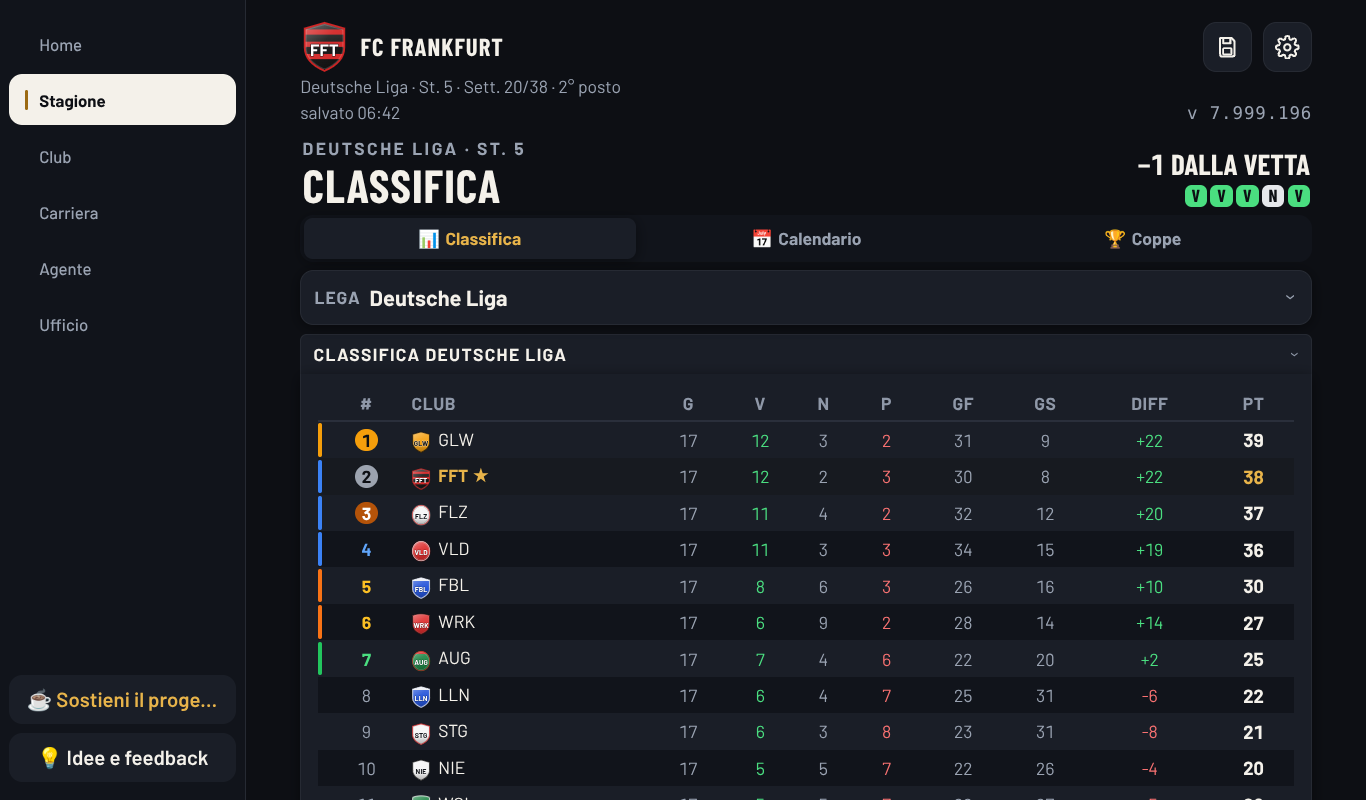 Home
Stagione
Club
Carriera
Agente
Ufficio
☕ Sostieni il proge...
💡 Idee e feedback
FFT FC FRANKFURT
Deutsche Liga · St. 5 · Sett. 20/38 · 2° posto
salvato 06:42
v 7.999.196
DEUTSCHE LIGA · ST. 5
CLASSIFICA
−1 DALLA VETTA
V V V N V
📊 Classifica 📅 Calendario 🏆 Coppe
LEGA Deutsche Liga
CLASSIFICA DEUTSCHE LIGA
# CLUB G V N P GF GS DIFF PT
1 GLW GLW 17 12 3 2 31 9 +22 39
2 FFT FFT ★ 17 12 2 3 30 8 +22 38
3 FLZ FLZ 17 11 4 2 32 12 +20 37
4 VLD VLD 17 11 3 3 34 15 +19 36
5 FBL FBL 17 8 6 3 26 16 +10 30
6 WRK WRK 17 6 9 2 28 14 +14 27
7 AUG AUG 17 7 4 6 22 20 +2 25
8 LLN LLN 17 6 4 7 25 31 -6 22
9 STG STG 17 6 3 8 23 31 -8 21
10 NIE NIE 17 5 5 7 22 26 -4 20